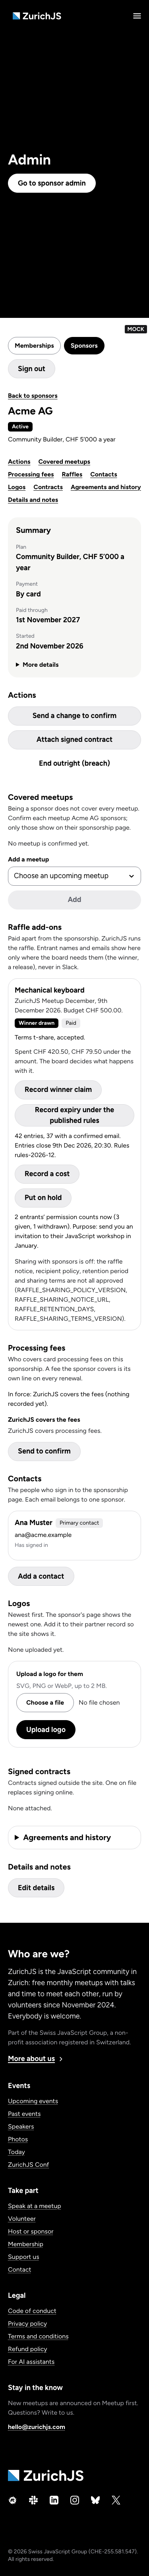 ZurichJS
Admin
Go to sponsor admin
MOCK
Memberships
Sponsors
Sign out
Back to sponsors
Acme AG
Active
Community Builder, CHF 5'000 a year
Actions Covered meetups
Processing fees Raffles Contacts
Logos Contracts Agreements and history
Details and notes
Summary
Plan
Community Builder, CHF 5'000 a
year
Payment
By card
Paid through
1st November 2027
Started
2nd November 2026
More details
Actions
Send a change to confirm
Attach signed contract
End outright (breach)
Covered meetups
Being a sponsor does not cover every meetup.
Confirm each meetup Acme AG sponsors;
only those show on their sponsorship page.
No meetup is confirmed yet.
Add a meetup
Choose an upcoming meetup
Add
Raffle add-ons
Paid apart from the sponsorship. ZurichJS runs
the raffle. Entrant names and emails show here
only where the board needs them (the winner,
a release), never in Slack.
Mechanical keyboard
ZurichJS Meetup December, 9th
December 2026. Budget CHF 500.00.
Winner drawn Paid
Terms t-share, accepted.
Spent CHF 420.50, CHF 79.50 under the
amount. The board decides what happens
with it.
Record winner claim
Record expiry under the
published rules
42 entries, 37 with a confirmed email.
Entries close 9th Dec 2026, 20:30. Rules
rules-2026-12.
Record a cost
Put on hold
2 entrants' permission counts now (3
given, 1 withdrawn). Purpose: send you an
invitation to their JavaScript workshop in
January.
Sharing with sponsors is off: the raffle
notice, recipient policy, retention period
and sharing terms are not all approved
(RAFFLE_SHARING_POLICY_VERSION,
RAFFLE_SHARING_NOTICE_URL,
RAFFLE_RETENTION_DAYS,
RAFFLE_SHARING_TERMS_VERSION).
Processing fees
Who covers card processing fees on this
sponsorship. A fee the sponsor covers is its
own line on every renewal.
In force: ZurichJS covers the fees (nothing
recorded yet).
ZurichJS covers the fees
ZurichJS covers processing fees.
Send to confirm
Contacts
The people who sign in to the sponsorship
page. Each email belongs to one sponsor.
Ana Muster Primary contact
ana@acme.example
Has signed in
Add a contact
Logos
Newest first. The sponsor's page shows the
newest one. Add it to their partner record so
the site shows it.
None uploaded yet.
Upload a logo for them
SVG, PNG or WebP, up to 2 MB.
Choose a file No file chosen
Upload logo
Signed contracts
Contracts signed outside the site. One on file
replaces signing online.
None attached.
Agreements and history
Details and notes
Edit details
Who are we?
ZurichJS is the JavaScript community in
Zurich: free monthly meetups with talks
and time to meet each other, run by
volunteers since November 2024.
Everybody is welcome.
Part of the Swiss JavaScript Group, a non-
profit association registered in Switzerland.
More about us
Events
Upcoming events
Past events
Speakers
Photos
Today
ZurichJS Conf
Take part
Speak at a meetup
Volunteer
Host or sponsor
Membership
Support us
Contact
Legal
Code of conduct
Privacy policy
Terms and conditions
Refund policy
For AI assistants
Stay in the know
New meetups are announced on Meetup first.
Questions? Write to us.
hello@zurichjs.com
ZurichJS
© 2026 Swiss JavaScript Group (CHE-255.581.547).
All rights reserved.